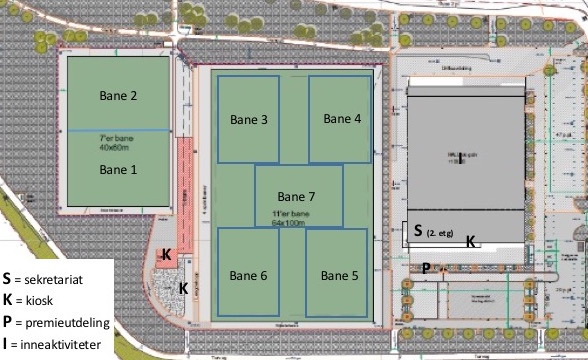 Bane 2
7'er bane
40x80m
Bane 1
Bane 3
Bane 4
Bane 7
11'er bane
64x100m
Bane 6
Bane 5
K
K
I
S (2. etg)
K
P
S = sekretariat
K = kiosk
P = premieutdeling
I = inneaktiviteter